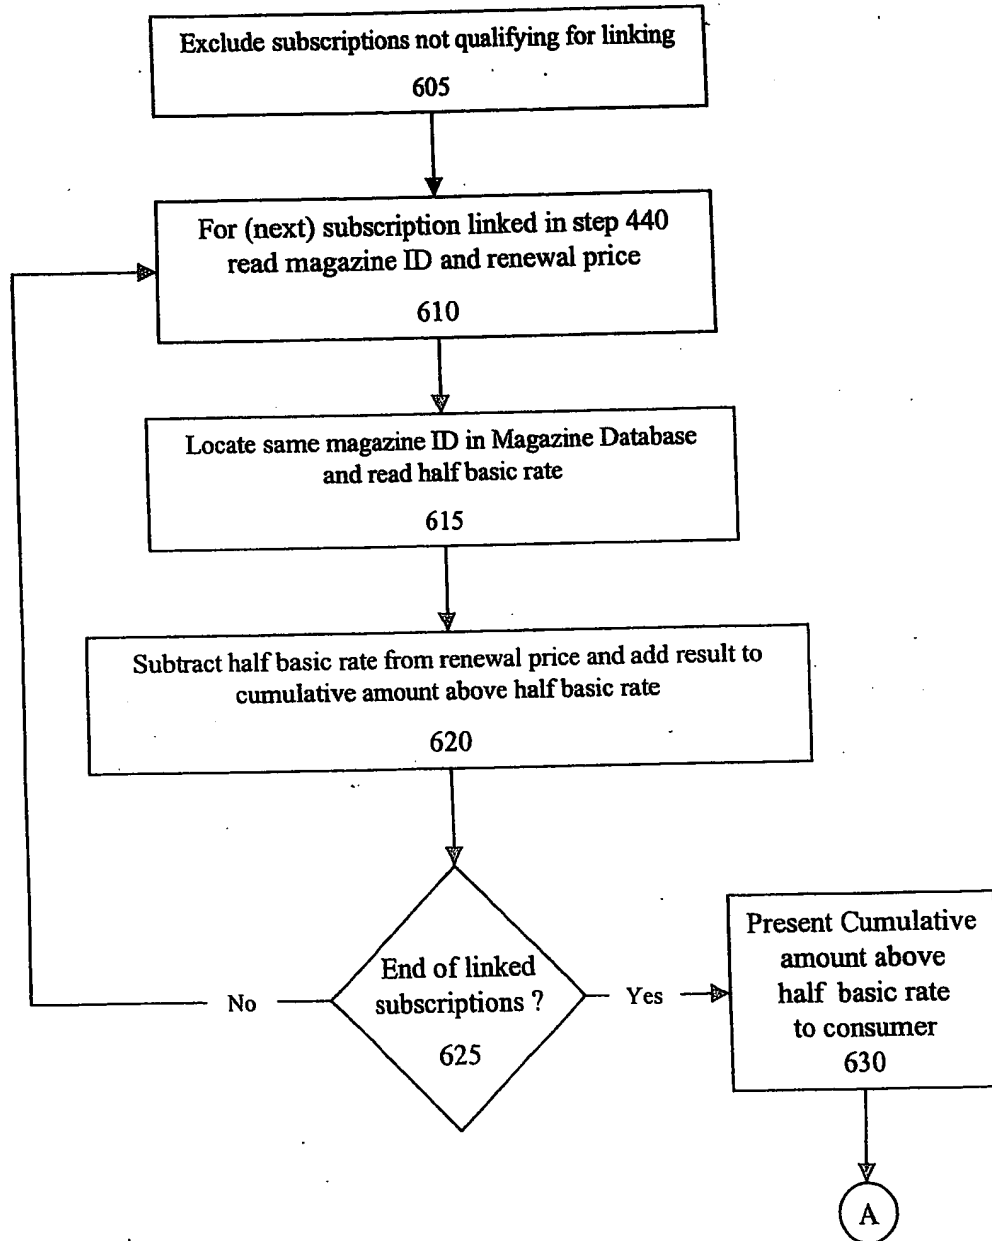 Exclude subscriptions not qualifying for linking
605
For (next) subscription linked in step 440
read magazine ID and renewal price
610
Locate same magazine ID in Magazine Database
and read half basic rate
615
Subtract half basic rate from renewal price and add result to
cumulative amount above half basic rate
620
End of linked
subscriptions ?
625
No
Yes
Present Cumulative
amount above
half basic rate
to consumer
630
A